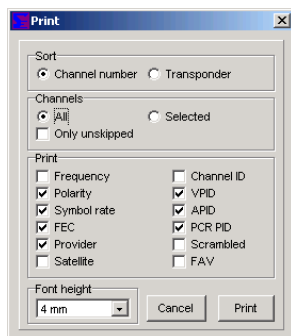 Print
Sort
Channel number Transponder
Channels
All Selected
Only unskipped
Print
Frequency Channel ID
Polarity VPID
Symbol rate APID
FEC PCR PID
Provider Scrambled
Satellite FAV
Font height
4 mm Cancel Print